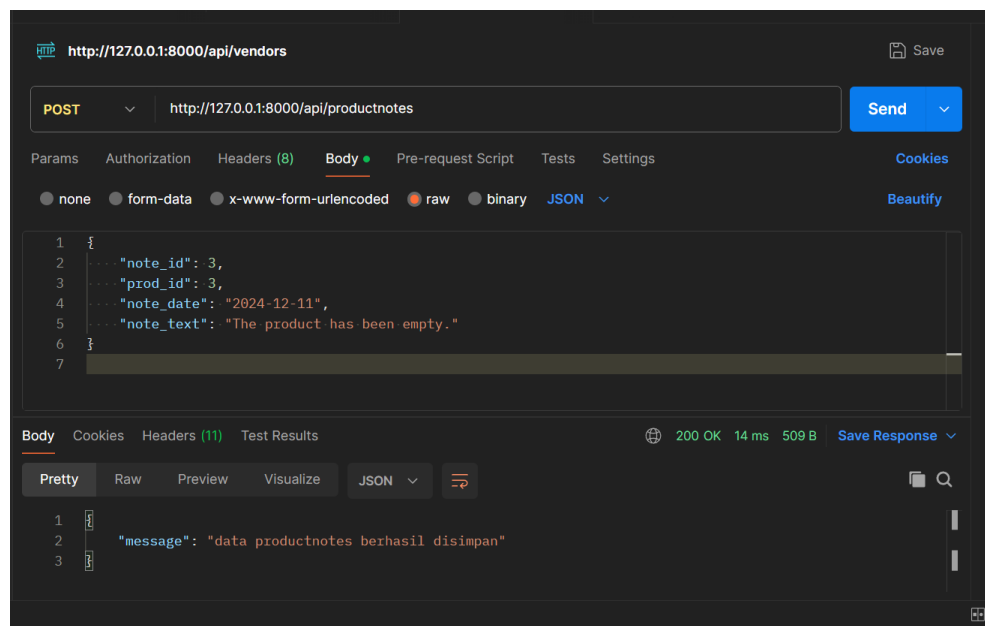 HTTP http://127.0.0.1:8000/api/vendors Save
POST http://127.0.0.1:8000/api/productnotes Send
Params Authorization Headers (8) Body Pre-request Script Tests Settings Cookies
none form-data x-www-form-urlencoded raw binary JSON Beautify
1 {
2 "note_id": 3,
3 "prod_id": 3,
4 "note_date": "2024-12-11",
5 "note_text": "The product has been empty."
6 }
7
Body Cookies Headers (11) Test Results 200 OK 14 ms 509 B Save Response
Pretty Raw Preview Visualize JSON
1 {
2 "message": "data productnotes berhasil disimpan"
3 }